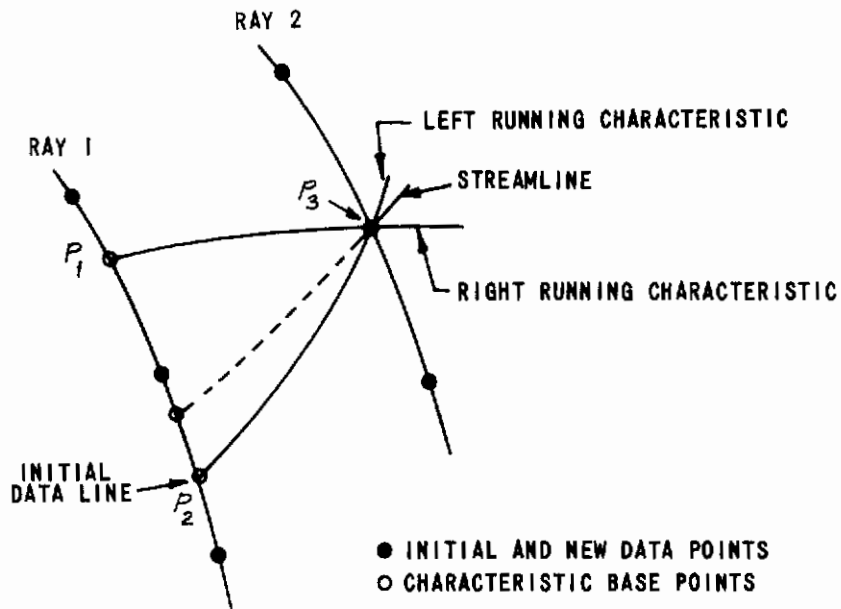 RAY 2
LEFT RUNNING CHARACTERISTIC
RAY 1
STREAMLINE
P3
P1
RIGHT RUNNING CHARACTERISTIC
INITIAL
DATA LINE
P2
● INITIAL AND NEW DATA POINTS
○ CHARACTERISTIC BASE POINTS